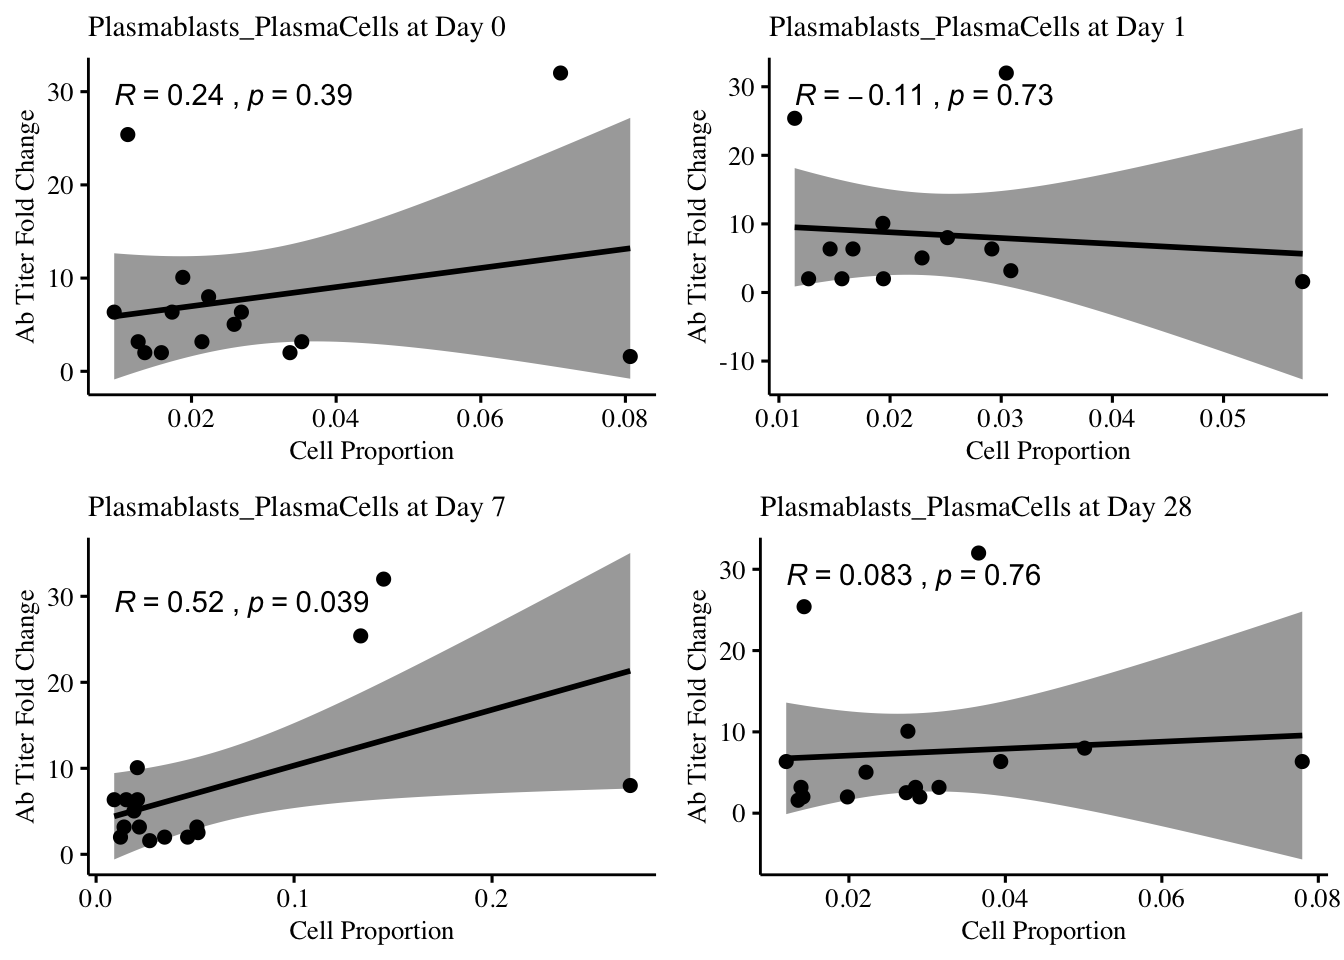 Plasmablasts_PlasmaCells at Day 0
R = 0.24 , p = 0.39
Ab Titer Fold Change
30
20
10
0
0.02 0.04 0.06 0.08
Cell Proportion
Plasmablasts_PlasmaCells at Day 1
R = −0.11 , p = 0.73
Ab Titer Fold Change
30
20
10
0
-10
0.01 0.02 0.03 0.04 0.05
Cell Proportion
Plasmablasts_PlasmaCells at Day 7
R = 0.52 , p = 0.039
Ab Titer Fold Change
30
20
10
0
0.0 0.1 0.2
Cell Proportion
Plasmablasts_PlasmaCells at Day 28
R = 0.083 , p = 0.76
Ab Titer Fold Change
30
20
10
0
0.02 0.04 0.06 0.08
Cell Proportion